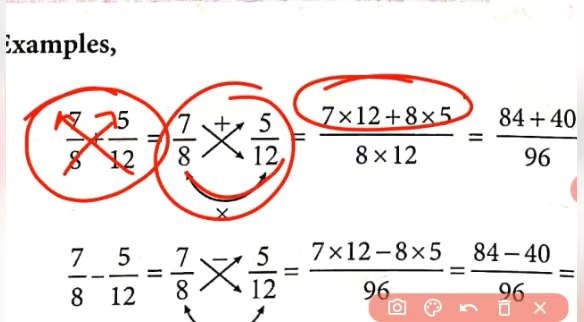 Examples,
7/8 + 5/12 = 7/8 + 5/12 = 7×12+8×5 / 8×12 = 84+40 / 96
×
7/8 − 5/12 = 7/8 − 5/12 = 7×12−8×5 / 96 = 84−40 / 96 =